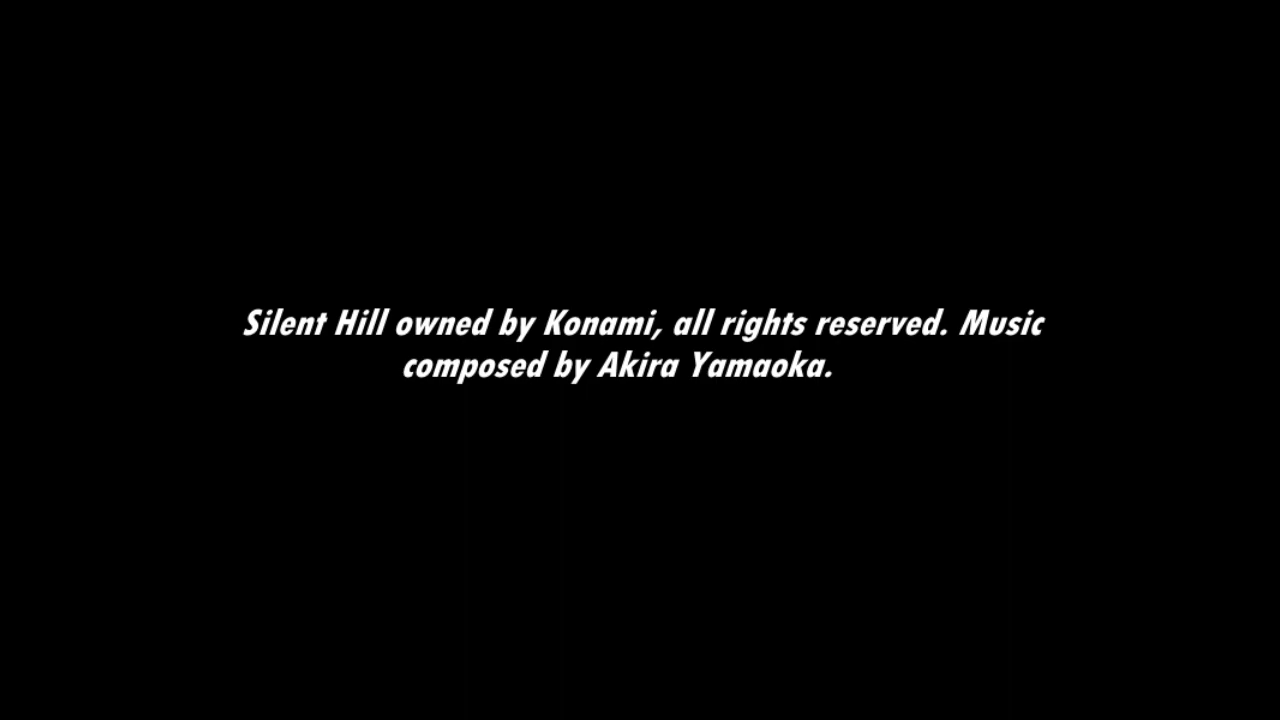 Silent Hill owned by Konami, all rights reserved. Music
composed by Akira Yamaoka.